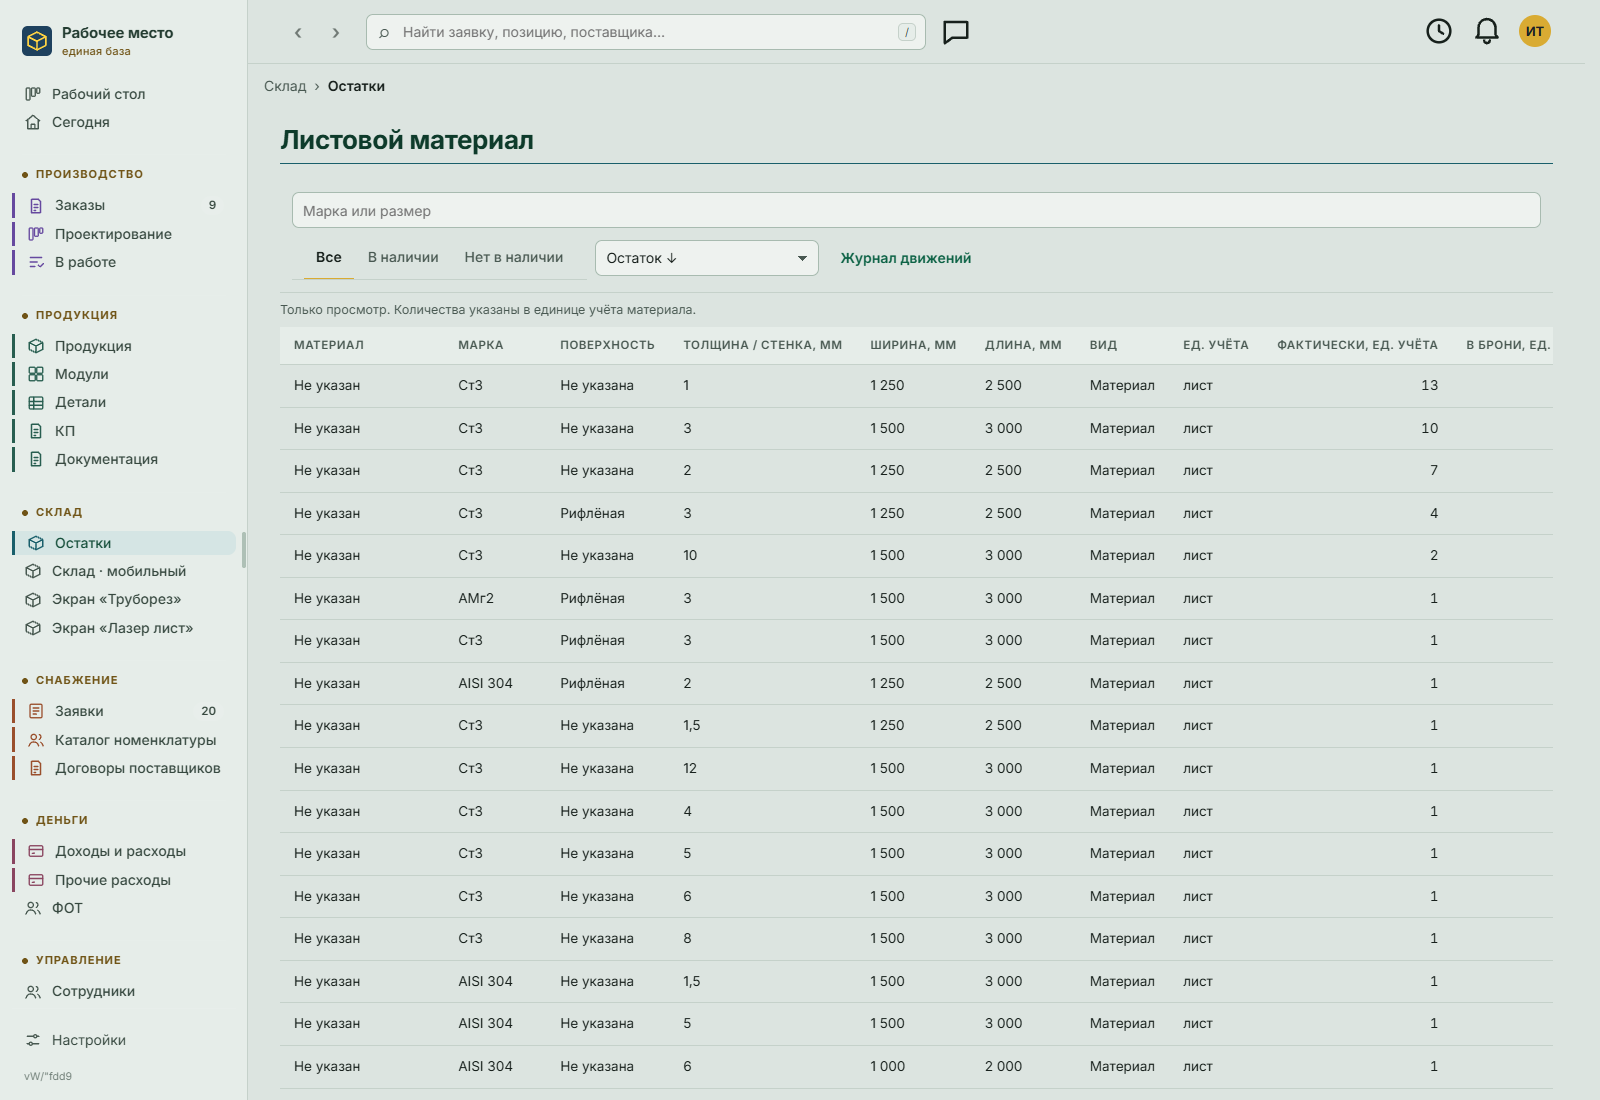 Рабочее место
единая база
Рабочий стол
Сегодня
ПРОИЗВОДСТВО
Заказы 9
Проектирование
В работе
ПРОДУКЦИЯ
Продукция
Модули
Детали
КП
Документация
СКЛАД
Остатки
Склад · мобильный
Экран «Труборез»
Экран «Лазер лист»
СНАБЖЕНИЕ
Заявки 20
Каталог номенклатуры
Договоры поставщиков
ДЕНЬГИ
Доходы и расходы
Прочие расходы
ФОТ
УПРАВЛЕНИЕ
Сотрудники
Настройки
vW/"fdd9
‹ › Найти заявку, позицию, поставщика... / ИТ
Склад › Остатки
Листовой материал
Марка или размер
Все В наличии Нет в наличии Остаток ↓ Журнал движений
Только просмотр. Количества указаны в единице учёта материала.
МАТЕРИАЛ МАРКА ПОВЕРХНОСТЬ ТОЛЩИНА / СТЕНКА, ММ ШИРИНА, ММ ДЛИНА, ММ ВИД ЕД. УЧЁТА ФАКТИЧЕСКИ, ЕД. УЧЁТА В БРОНИ, ЕД.
Не указан Ст3 Не указана 1 1 250 2 500 Материал лист 13
Не указан Ст3 Не указана 3 1 500 3 000 Материал лист 10
Не указан Ст3 Не указана 2 1 250 2 500 Материал лист 7
Не указан Ст3 Рифлёная 3 1 250 2 500 Материал лист 4
Не указан Ст3 Не указана 10 1 500 3 000 Материал лист 2
Не указан АМг2 Рифлёная 3 1 500 3 000 Материал лист 1
Не указан Ст3 Рифлёная 3 1 500 3 000 Материал лист 1
Не указан AISI 304 Рифлёная 2 1 250 2 500 Материал лист 1
Не указан Ст3 Не указана 1,5 1 250 2 500 Материал лист 1
Не указан Ст3 Не указана 12 1 500 3 000 Материал лист 1
Не указан Ст3 Не указана 4 1 500 3 000 Материал лист 1
Не указан Ст3 Не указана 5 1 500 3 000 Материал лист 1
Не указан Ст3 Не указана 6 1 500 3 000 Материал лист 1
Не указан Ст3 Не указана 8 1 500 3 000 Материал лист 1
Не указан AISI 304 Не указана 1,5 1 500 3 000 Материал лист 1
Не указан AISI 304 Не указана 5 1 500 3 000 Материал лист 1
Не указан AISI 304 Не указана 6 1 000 2 000 Материал лист 1